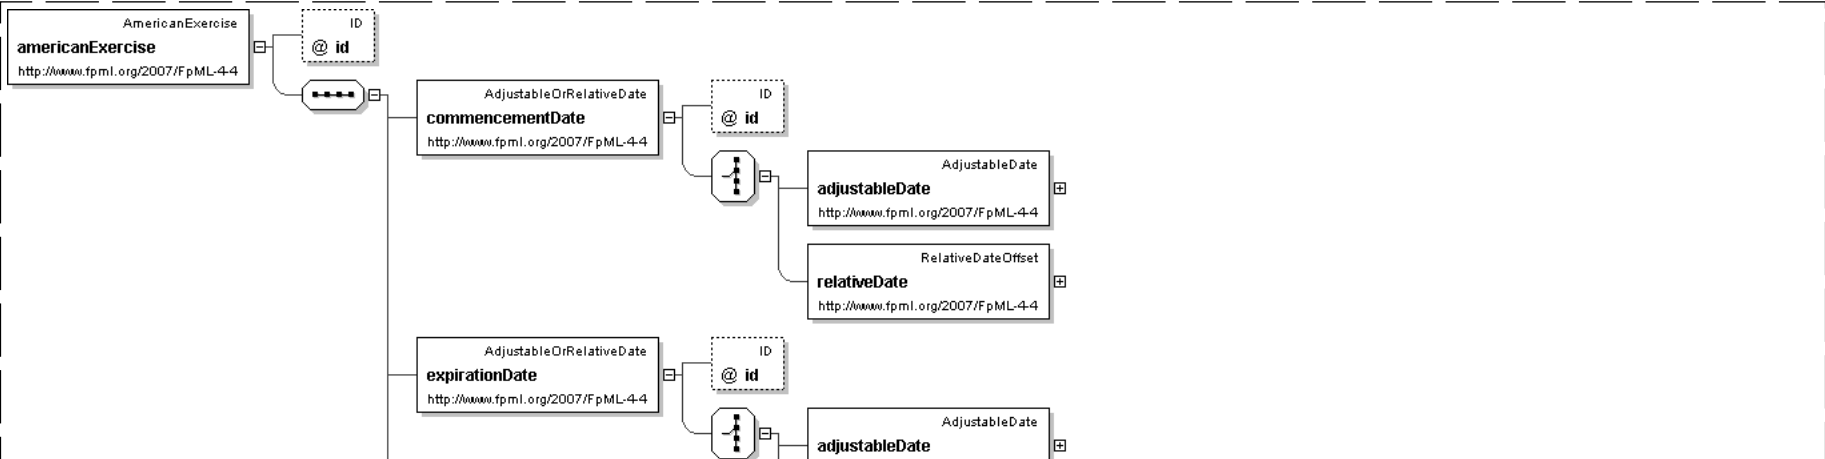 AmericanExercise
americanExercise
http://www.fpml.org/2007/FpML-4-4
ID
@ id
AdjustableOrRelativeDate
commencementDate
http://www.fpml.org/2007/FpML-4-4
ID
@ id
AdjustableDate
adjustableDate
http://www.fpml.org/2007/FpML-4-4
RelativeDateOffset
relativeDate
http://www.fpml.org/2007/FpML-4-4
AdjustableOrRelativeDate
expirationDate
http://www.fpml.org/2007/FpML-4-4
ID
@ id
AdjustableDate
adjustableDate